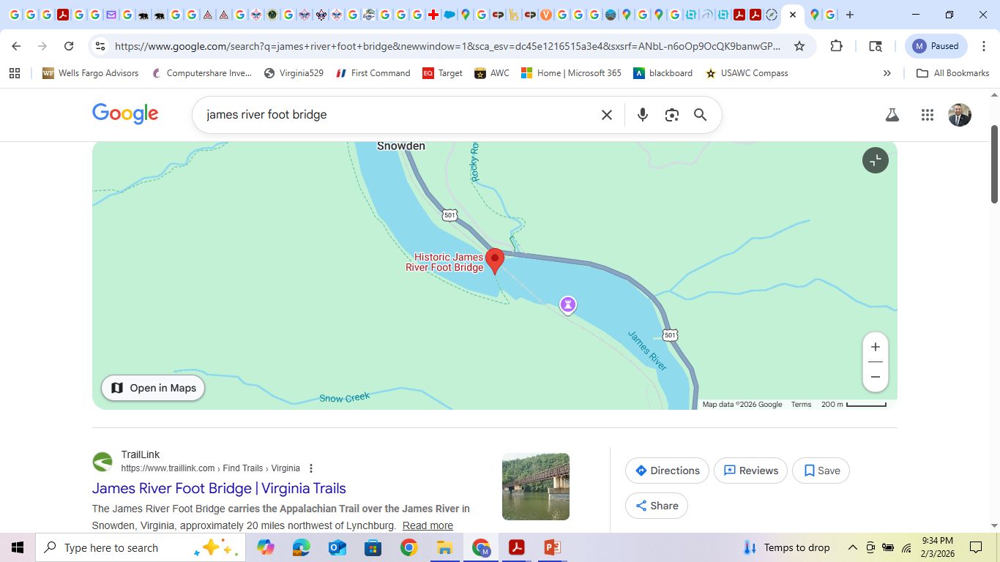 https://www.google.com/search?q=james+river+foot+bridge&newwindow=1&sca_esv=dc45e1216515a3e4&sxsrf=ANbL-n6oOp9OcQK9banwGP...
M Paused
WF Wells Fargo Advisors
Computershare Inve...
Virginia529
First Command
EQ Target
AWC
Home | Microsoft 365
blackboard
USAWC Compass
»
All Bookmarks
Google
james river foot bridge
Snowden
Rocky Ro
501
Historic James
River Foot Bridge
501
James River
Snow Creek
Open in Maps
+
−
Map data ©2026 Google Terms 200 m
TrailLink
https://www.traillink.com › Find Trails › Virginia
James River Foot Bridge | Virginia Trails
The James River Foot Bridge carries the Appalachian Trail over the James River in
Snowden, Virginia, approximately 20 miles northwest of Lynchburg. Read more
Directions
Reviews
Save
Share
Type here to search
Temps to drop
9:34 PM
2/3/2026